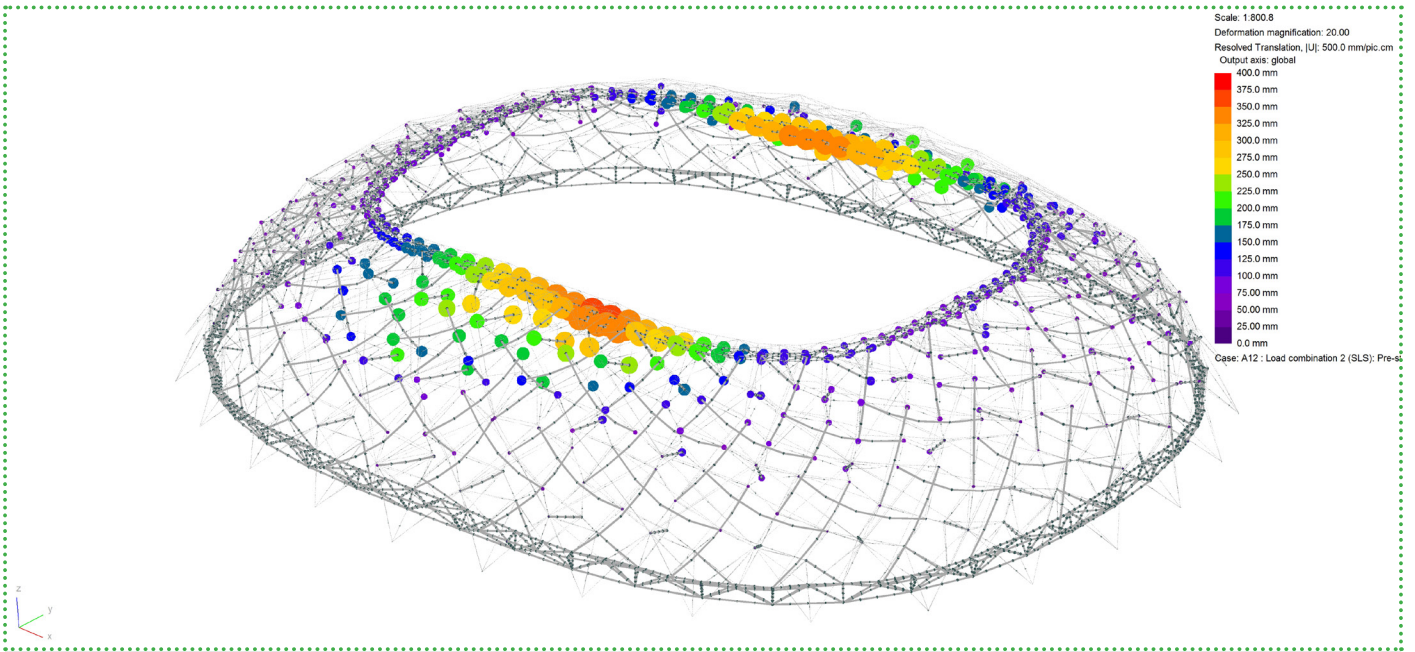 Scale: 1:800.8
Deformation magnification: 20.00
Resolved Translation, |U|: 500.0 mm/pic.cm
Output axis: global
400.0 mm
375.0 mm
350.0 mm
325.0 mm
300.0 mm
275.0 mm
250.0 mm
225.0 mm
200.0 mm
175.0 mm
150.0 mm
125.0 mm
100.0 mm
75.00 mm
50.00 mm
25.00 mm
0.0 mm
Case: A12 : Load combination 2 (SLS): Pre-s
z
y
x